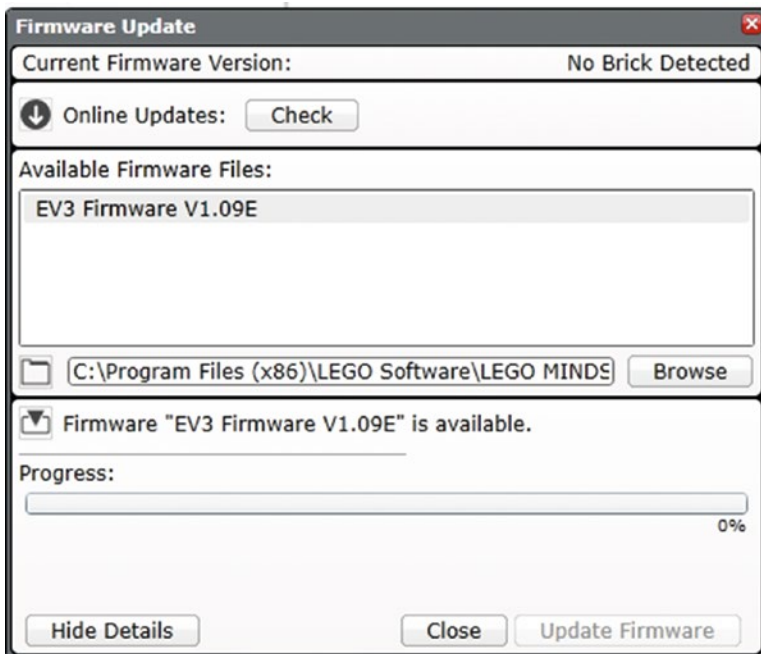 Firmware Update
Current Firmware Version: No Brick Detected
Online Updates: Check
Available Firmware Files:
EV3 Firmware V1.09E
C:\Program Files (x86)\LEGO Software\LEGO MINDS Browse
Firmware "EV3 Firmware V1.09E" is available.
Progress:
0%
Hide Details Close Update Firmware